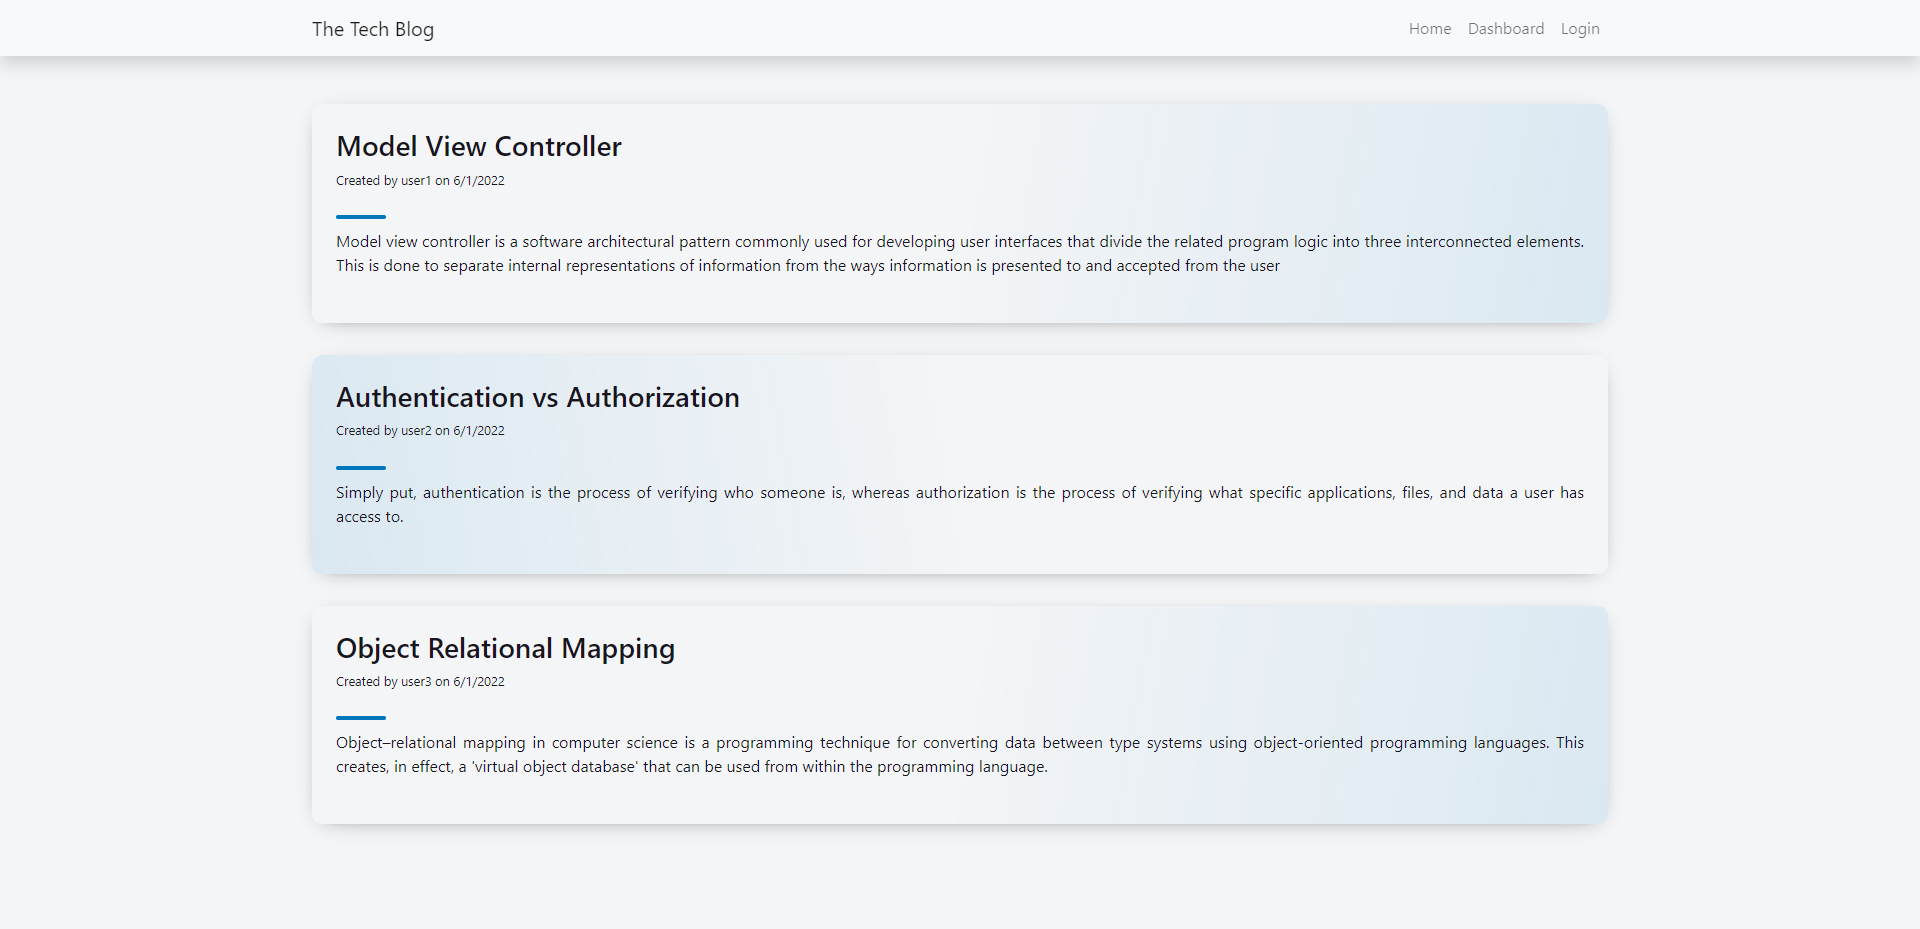 The Tech Blog
Home Dashboard Login
Model View Controller
Created by user1 on 6/1/2022
Model view controller is a software architectural pattern commonly used for developing user interfaces that divide the related program logic into three interconnected elements.
This is done to separate internal representations of information from the ways information is presented to and accepted from the user
Authentication vs Authorization
Created by user2 on 6/1/2022
Simply put, authentication is the process of verifying who someone is, whereas authorization is the process of verifying what specific applications, files, and data a user has
access to.
Object Relational Mapping
Created by user3 on 6/1/2022
Object–relational mapping in computer science is a programming technique for converting data between type systems using object-oriented programming languages. This
creates, in effect, a 'virtual object database' that can be used from within the programming language.